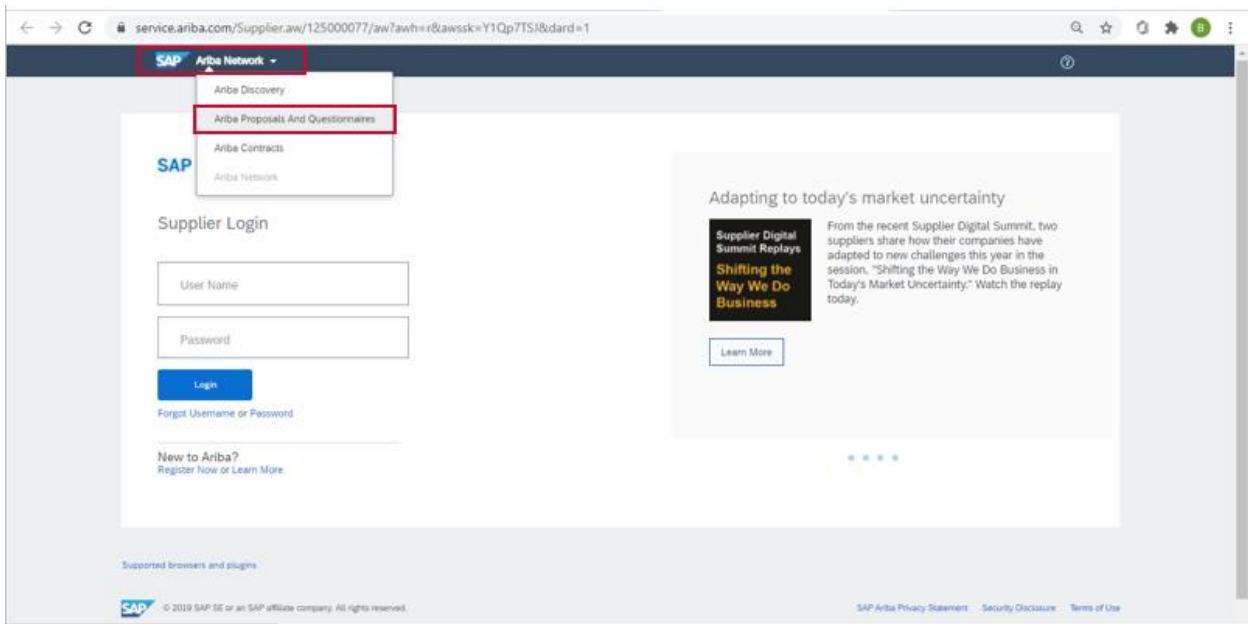 service.ariba.com/Supplier.aw/125000077/aw?awh=r&awssk=Y1Qp7TSJ&dard=1
SAP Ariba Network
Ariba Discovery
Ariba Proposals And Questionnaires
Ariba Contracts
Ariba Network
SAP
Supplier Login
User Name
Password
Login
Forgot Username or Password
New to Ariba?
Register Now or Learn More
Adapting to today's market uncertainty
Supplier Digital
Summit Replays
Shifting the
Way We Do
Business
From the recent Supplier Digital Summit, two
suppliers share how their companies have
adapted to new challenges this year in the
session, "Shifting the Way We Do Business in
Today's Market Uncertainty." Watch the replay
today.
Learn More
Supported browsers and plugins
SAP © 2019 SAP SE or an SAP affiliate company. All rights reserved.
SAP Ariba Privacy Statement Security Disclosure Terms of Use